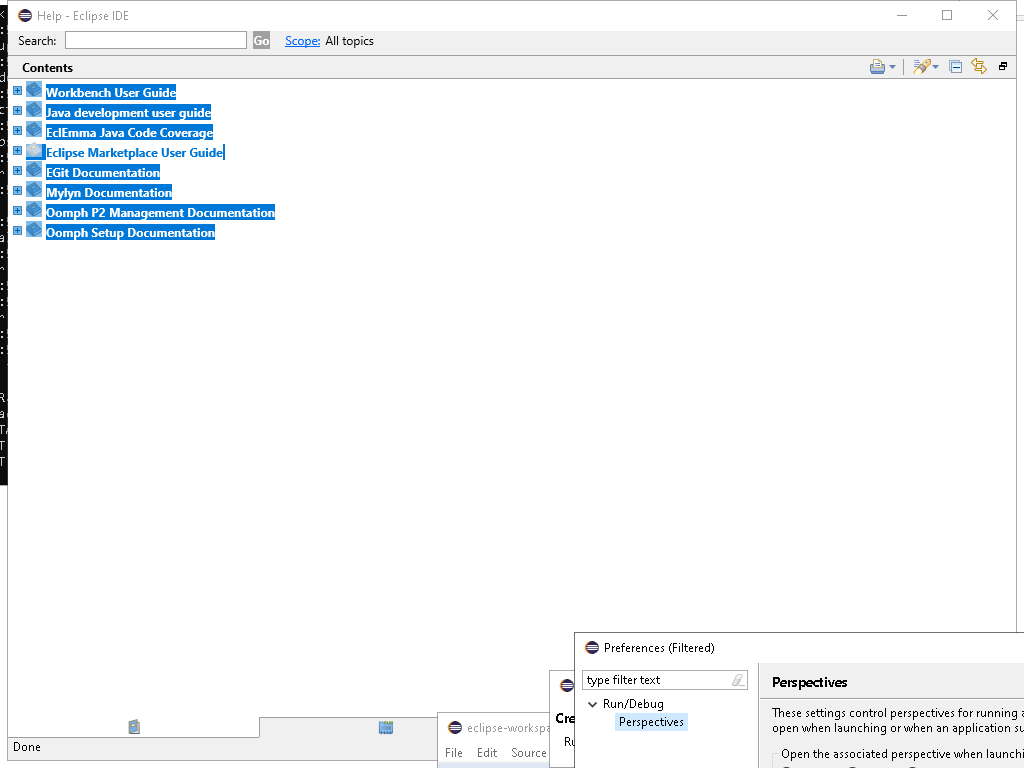 Help - Eclipse IDE
Search:
Go
Scope: All topics
Contents
Workbench User Guide
Java development user guide
EclEmma Java Code Coverage
Eclipse Marketplace User Guide
EGit Documentation
Mylyn Documentation
Oomph P2 Management Documentation
Oomph Setup Documentation
Done
eclipse-workspa
File Edit Source
Cre
Ru
Preferences (Filtered)
type filter text
Run/Debug
Perspectives
Perspectives
These settings control perspectives for running a
open when launching or when an application su
Open the associated perspective when launchi